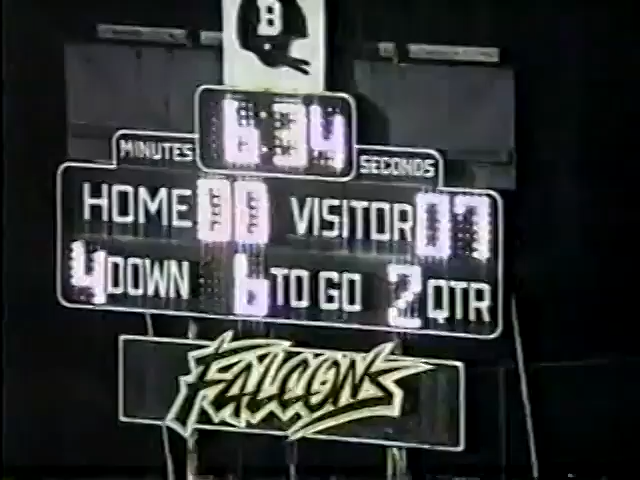 B
6:34
MINUTES SECONDS
HOME 00 VISITOR 07
4 DOWN 6 TO GO 2 QTR
FALCONS